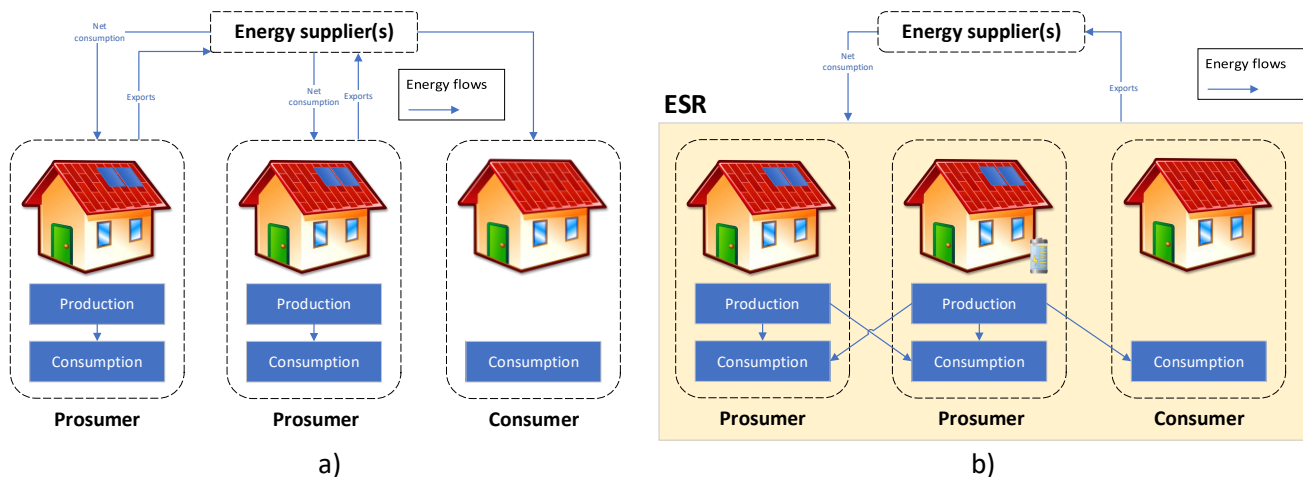 Energy supplier(s)
Net
consumption
Exports
Net
consumption
Exports
Energy flows
Production
Consumption
Prosumer
Production
Consumption
Prosumer
Consumption
Consumer
a)
Energy supplier(s)
Net
consumption
Exports
Energy flows
ESR
Production
Consumption
Prosumer
Production
Consumption
Prosumer
Consumption
Consumer
b)